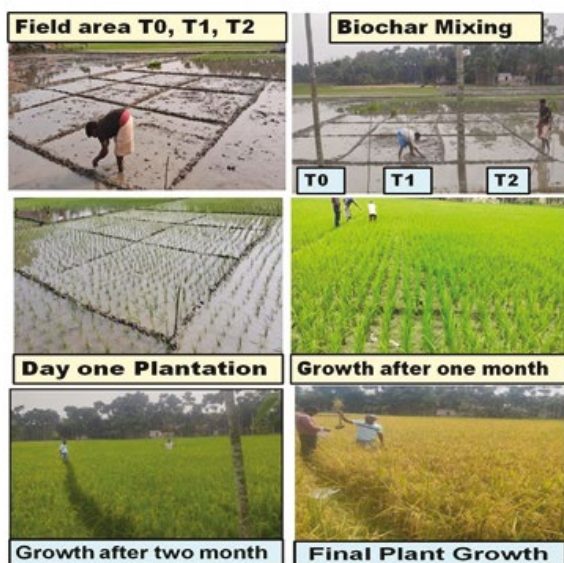 Field area T0, T1, T2
Biochar Mixing
T0
T1
T2
Day one Plantation
Growth after one month
Growth after two month
Final Plant Growth